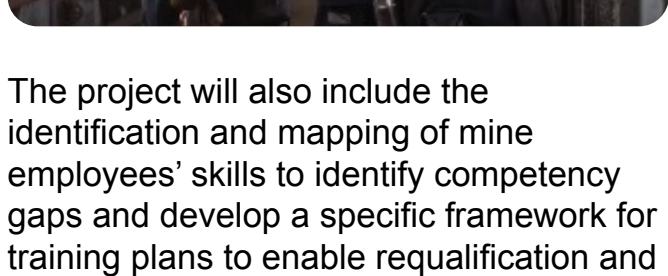 The project will also include the
identification and mapping of mine
employees’ skills to identify competency
gaps and develop a specific framework for
training plans to enable requalification and